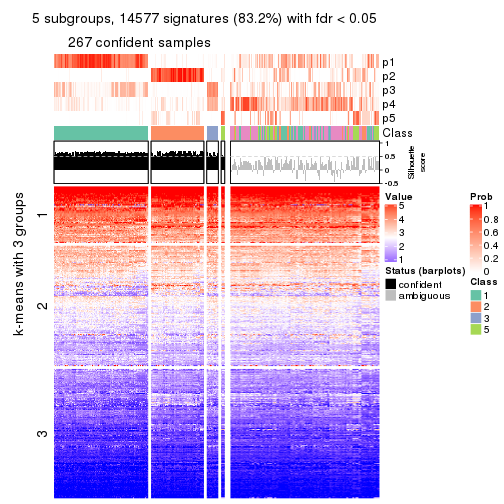 5 subgroups, 14577 signatures (83.2%) with fdr < 0.05
267 confident samples
p1
p2
p3
p4
p5
Class
1
0.5
0
-0.5
Silhouette
score
k-means with 3 groups
1
2
3
Value
5
4
3
2
1
Status (barplots)
confident
ambiguous
Prob
1
0.8
0.6
0.4
0.2
0
Class
1
2
3
5